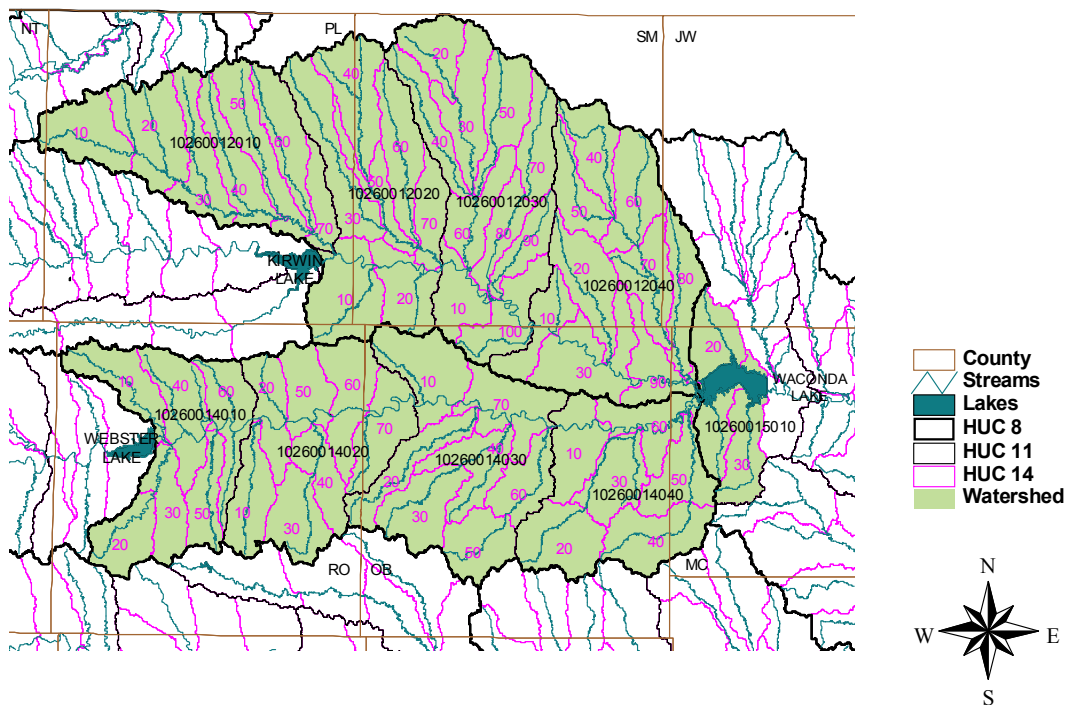 NT
PL
SM
JW
20
40
50
10
20
50
60
30
40
60
70
40
10260012010
60
10260012020
10260012030
40
30
30
70
70
60
80
90
50
60
KIRWIN
LAKE
20
70
80
10260012040
10
20
10
100
10
20
30
90
WACONDA
LAKE
10
40
60
20
50
60
10
70
10260014010
WEBSTER
LAKE
70
10260014020
40
10260014030
60
10260015010
10
30
40
20
60
30
50
10260014040
30
30
50
10
30
30
20
50
20
40
RO
OB
MC
County
Streams
Lakes
HUC 8
HUC 11
HUC 14
Watershed
N
W
E
S